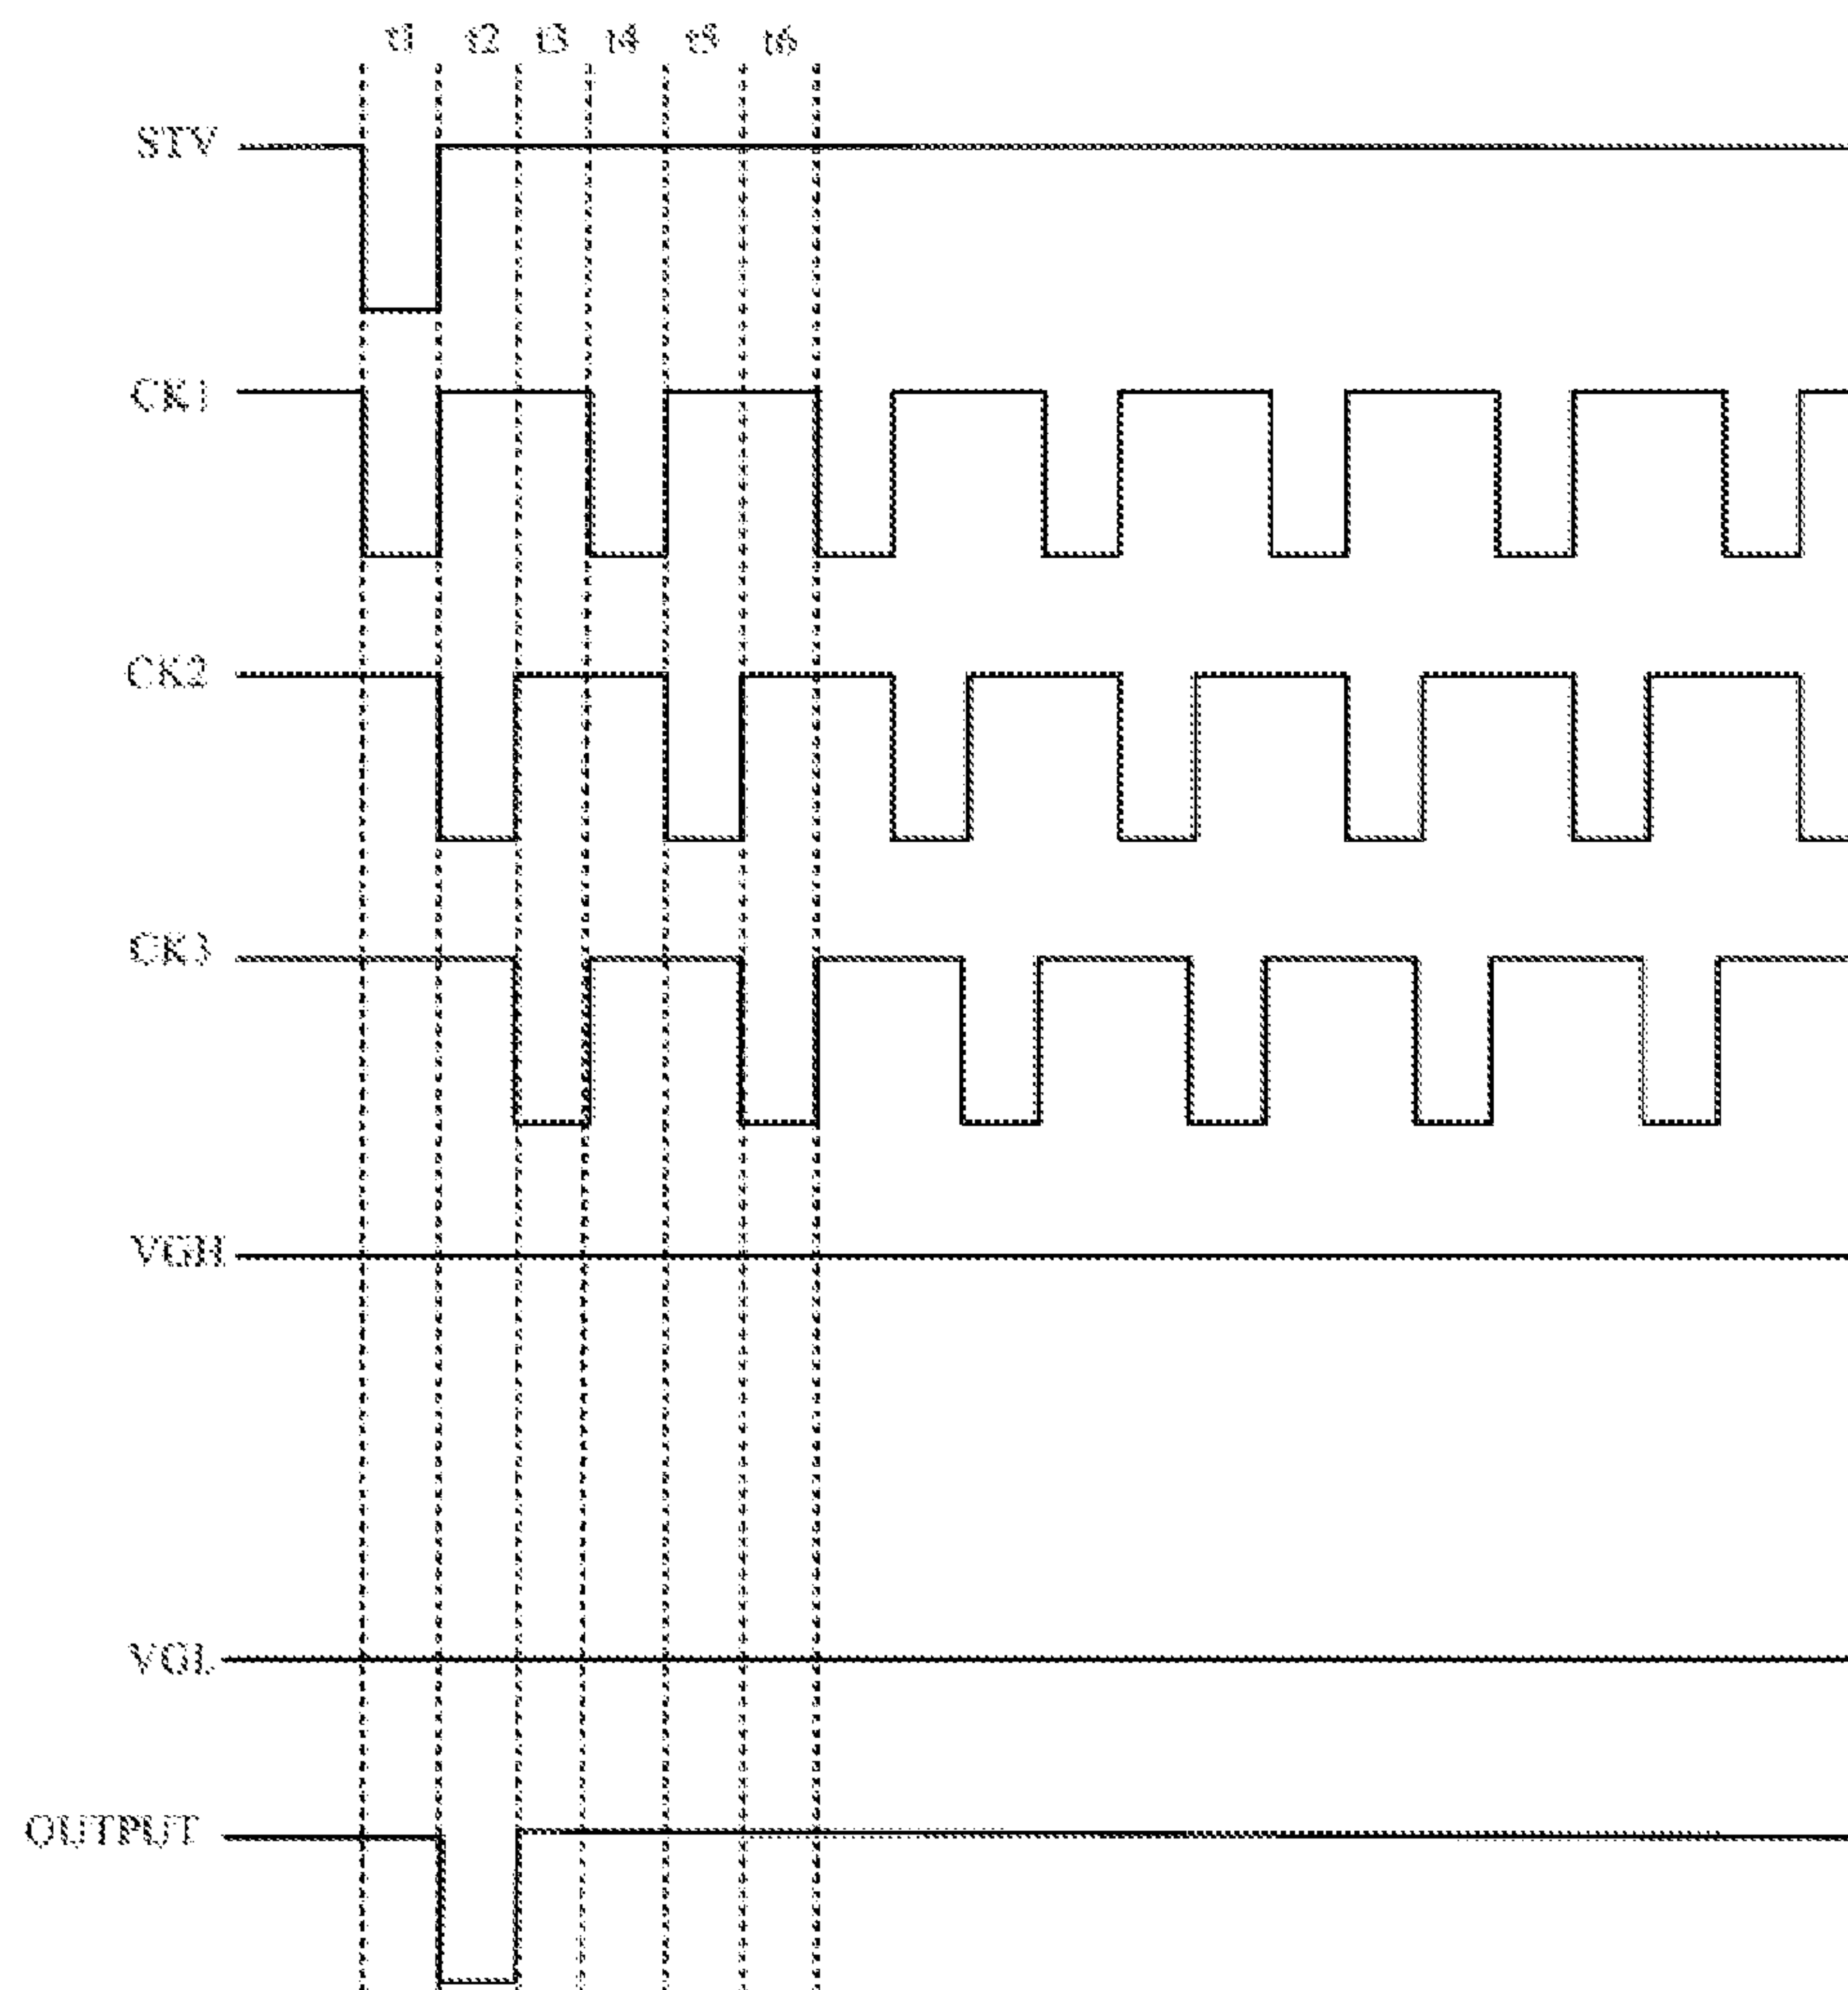 t1 t2 t3 t4 t5 t6
STV
CK1
CK2
CK3
VGH
VGL
OUTPUT